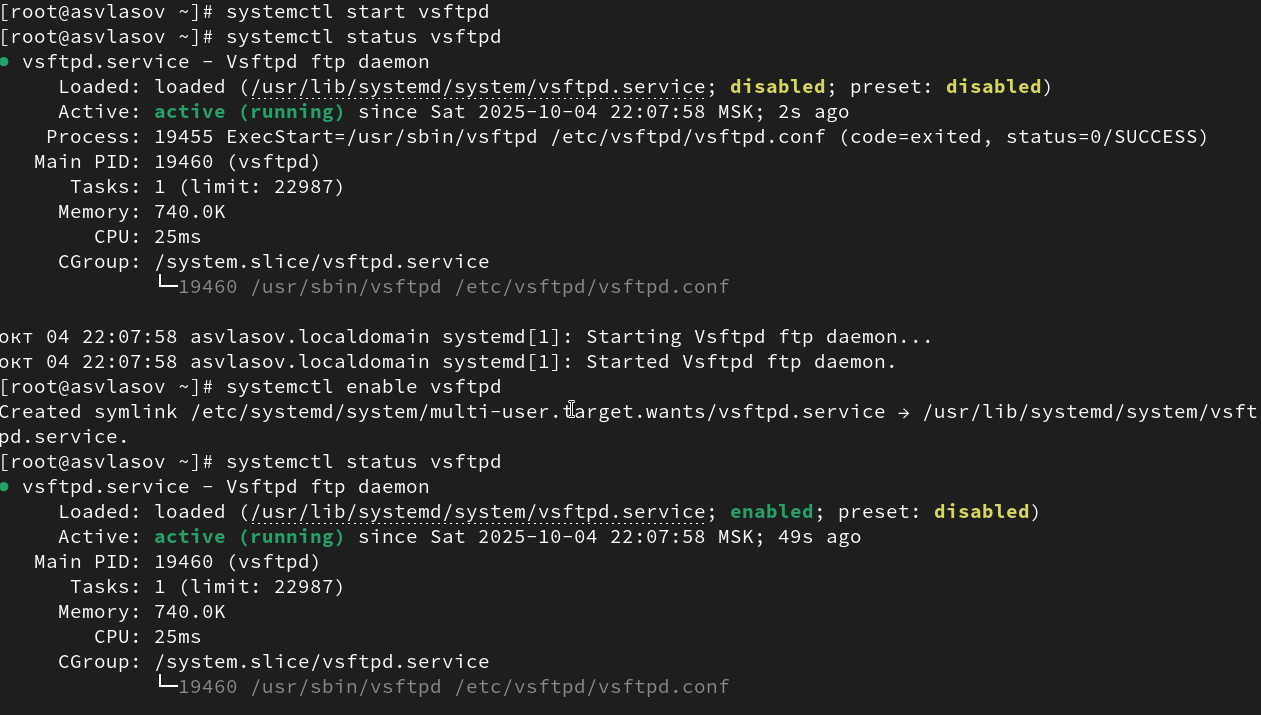 [root@asvlasov ~]# systemctl start vsftpd
[root@asvlasov ~]# systemctl status vsftpd
● vsftpd.service - Vsftpd ftp daemon
     Loaded: loaded (/usr/lib/systemd/system/vsftpd.service; disabled; preset: disabled)
     Active: active (running) since Sat 2025-10-04 22:07:58 MSK; 2s ago
    Process: 19455 ExecStart=/usr/sbin/vsftpd /etc/vsftpd/vsftpd.conf (code=exited, status=0/SUCCESS)
   Main PID: 19460 (vsftpd)
      Tasks: 1 (limit: 22987)
     Memory: 740.0K
        CPU: 25ms
     CGroup: /system.slice/vsftpd.service
             └─19460 /usr/sbin/vsftpd /etc/vsftpd/vsftpd.conf
окт 04 22:07:58 asvlasov.localdomain systemd[1]: Starting Vsftpd ftp daemon...
окт 04 22:07:58 asvlasov.localdomain systemd[1]: Started Vsftpd ftp daemon.
[root@asvlasov ~]# systemctl enable vsftpd
Created symlink /etc/systemd/system/multi-user.target.wants/vsftpd.service → /usr/lib/systemd/system/vsft
pd.service.
[root@asvlasov ~]# systemctl status vsftpd
● vsftpd.service - Vsftpd ftp daemon
     Loaded: loaded (/usr/lib/systemd/system/vsftpd.service; enabled; preset: disabled)
     Active: active (running) since Sat 2025-10-04 22:07:58 MSK; 49s ago
   Main PID: 19460 (vsftpd)
      Tasks: 1 (limit: 22987)
     Memory: 740.0K
        CPU: 25ms
     CGroup: /system.slice/vsftpd.service
             └─19460 /usr/sbin/vsftpd /etc/vsftpd/vsftpd.conf